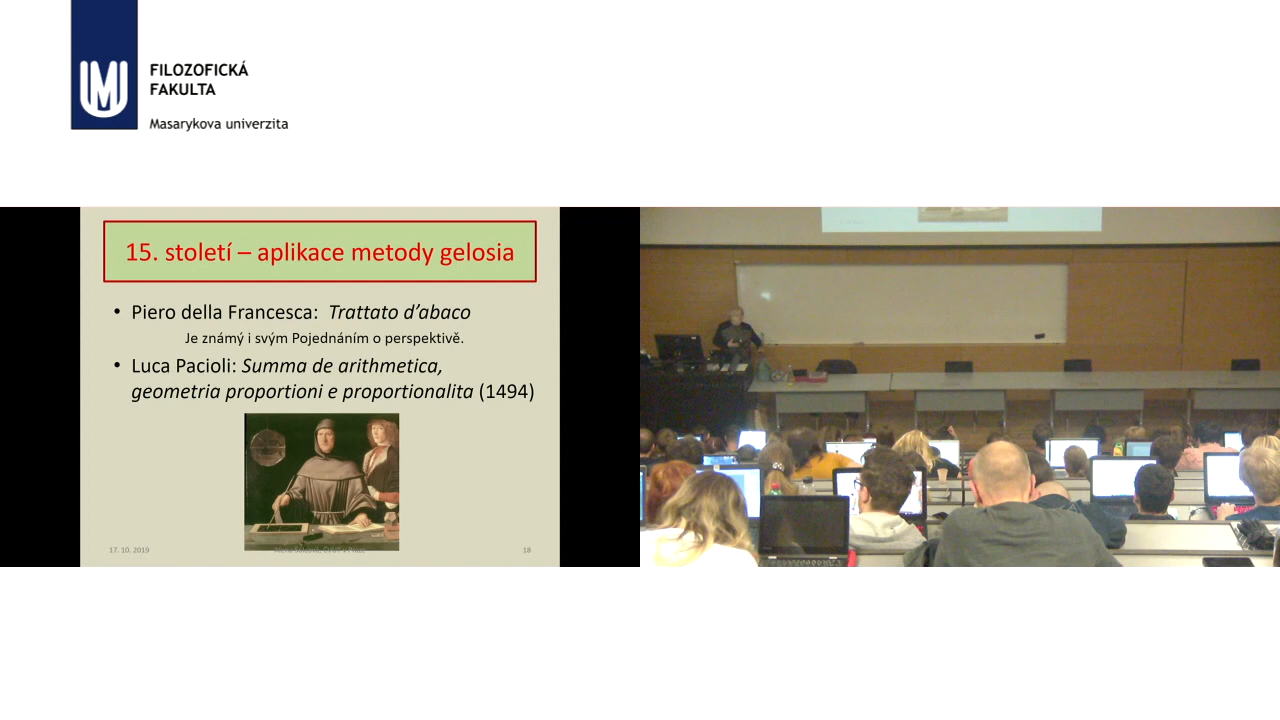 FILOZOFICKÁ
FAKULTA
Masarykova univerzita
15. století – aplikace metody gelosia
• Piero della Francesca: Trattato d’abaco
Je známý i svým Pojednáním o perspektivě.
• Luca Pacioli: Summa de arithmetica,
geometria proportioni e proportionalita (1494)
17. 10. 2019
18